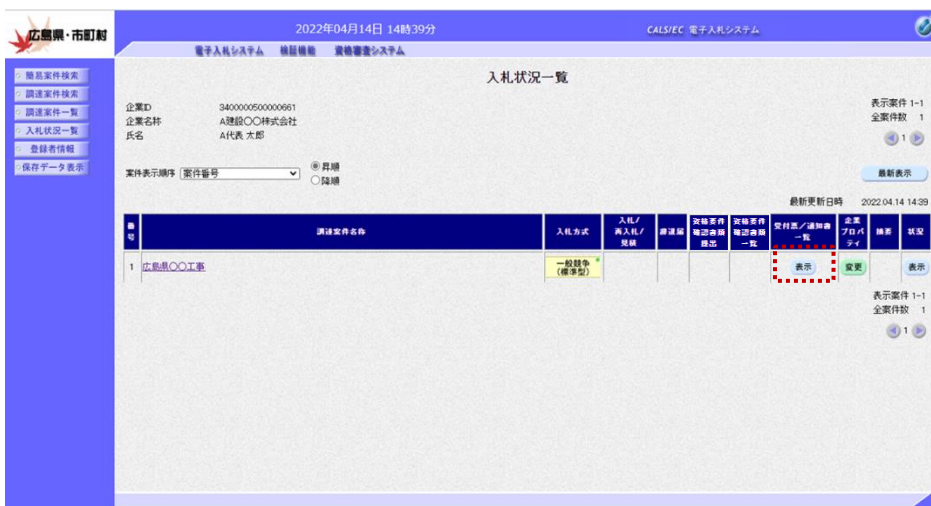 広島県・市町村
2022年04月14日 14時39分
CALS/EC 電子入札システム
電子入札システム 検証機能 資格審査システム
簡易案件検索
調達案件検索
調達案件一覧
入札状況一覧
登録者情報
保存データ表示
入札状況一覧
企業ID 3400000500000661
企業名称 A建設〇〇株式会社
氏名 A代表 太郎
表示案件 1-1
全案件数 1
1
案件表示順序 案件番号
昇順
降順
最新表示
最新更新日時 2022.04.14 14:39
番号 調達案件名称 入札方式 入札/再入札/見積 辞退届 資格要件確認書類提出 資格要件確認書類一覧 受付票/通知書一覧 企業プロパティ 摘要 状況
1 広島県〇〇工事 一般競争(標準型) 表示 変更 表示
表示案件 1-1
全案件数 1
1